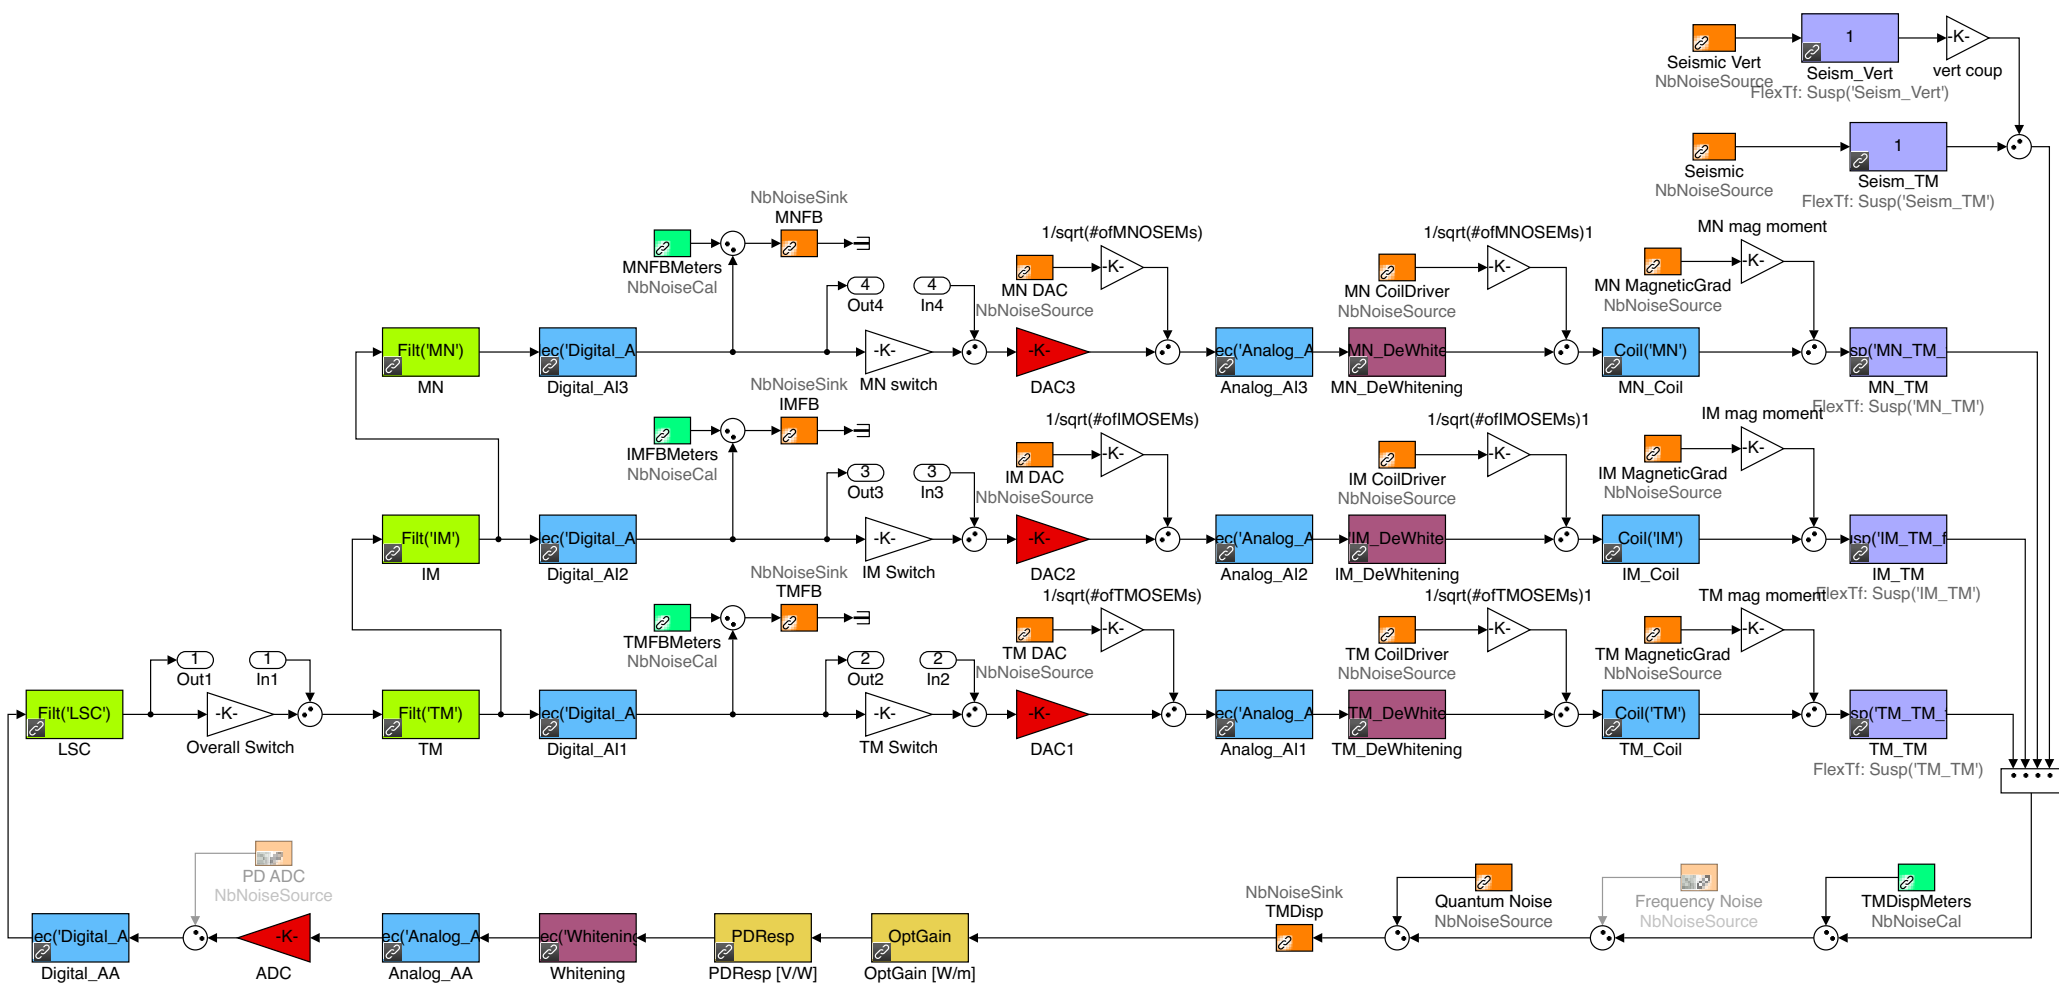 1
-K-
Seismic Vert
NbNoiseSource
Seism_Vert
FlexTf: Susp('Seism_Vert')
vert coup
1
Seismic
NbNoiseSource
Seism_TM
FlexTf: Susp('Seism_TM')
NbNoiseSink
MNFB
MNFBMeters
NbNoiseCal
4
Out4
4
In4
1/sqrt(#ofMNOSEMs)
-K-
MN DAC
NbNoiseSource
1/sqrt(#ofMNOSEMs)1
-K-
MN CoilDriver
NbNoiseSource
MN mag moment
-K-
MN MagneticGrad
NbNoiseSource
Filt('MN')
MN
ec('Digital_A
Digital_AI3
-K-
MN switch
-K-
DAC3
ec('Analog_A
Analog_AI3
MN_DeWhite
MN_DeWhitening
Coil('MN')
MN_Coil
sp('MN_TM_
MN_TM
FlexTf: Susp('MN_TM')
NbNoiseSink
IMFB
IMFBMeters
NbNoiseCal
3
Out3
3
In3
1/sqrt(#ofIMOSEMs)
-K-
IM DAC
NbNoiseSource
1/sqrt(#ofIMOSEMs)1
-K-
IM CoilDriver
NbNoiseSource
IM mag moment
-K-
IM MagneticGrad
NbNoiseSource
Filt('IM')
IM
ec('Digital_A
Digital_AI2
-K-
IM Switch
-K-
DAC2
ec('Analog_A
Analog_AI2
IM_DeWhite
IM_DeWhitening
Coil('IM')
IM_Coil
sp('IM_TM_f
IM_TM
FlexTf: Susp('IM_TM')
NbNoiseSink
TMFB
TMFBMeters
NbNoiseCal
2
Out2
2
In2
1/sqrt(#ofTMOSEMs)
-K-
TM DAC
NbNoiseSource
1/sqrt(#ofTMOSEMs)1
-K-
TM CoilDriver
NbNoiseSource
TM mag moment
-K-
TM MagneticGrad
NbNoiseSource
1
Out1
1
In1
Filt('LSC')
LSC
-K-
Overall Switch
Filt('TM')
TM
ec('Digital_A
Digital_AI1
-K-
TM Switch
-K-
DAC1
ec('Analog_A
Analog_AI1
TM_DeWhite
TM_DeWhitening
Coil('TM')
TM_Coil
sp('TM_TM_
TM_TM
FlexTf: Susp('TM_TM')
PD ADC
NbNoiseSource
ec('Digital_A
Digital_AA
-K-
ADC
ec('Analog_A
Analog_AA
ec('Whitening
Whitening
PDResp
PDResp [V/W]
OptGain
OptGain [W/m]
NbNoiseSink
TMDisp
Quantum Noise
NbNoiseSource
Frequency Noise
NbNoiseSource
TMDispMeters
NbNoiseCal